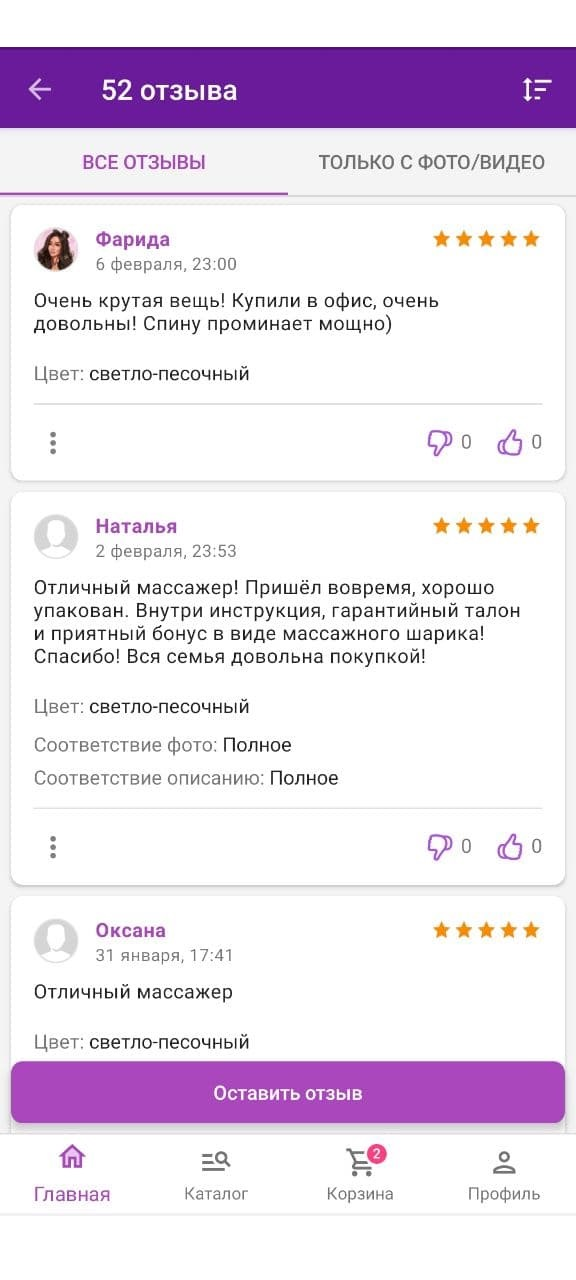 52 отзыва
ВСЕ ОТЗЫВЫ
ТОЛЬКО С ФОТО/ВИДЕО
Фарида
6 февраля, 23:00
Очень крутая вещь! Купили в офис, очень
довольны! Спину проминает мощно)
Цвет: светло-песочный
0
0
Наталья
2 февраля, 23:53
Отличный массажер! Пришёл вовремя, хорошо
упакован. Внутри инструкция, гарантийный талон
и приятный бонус в виде массажного шарика!
Спасибо! Вся семья довольна покупкой!
Цвет: светло-песочный
Соответствие фото: Полное
Соответствие описанию: Полное
0
0
Оксана
31 января, 17:41
Отличный массажер
Цвет: светло-песочный
Оставить отзыв
2
Главная
Каталог
Корзина
Профиль